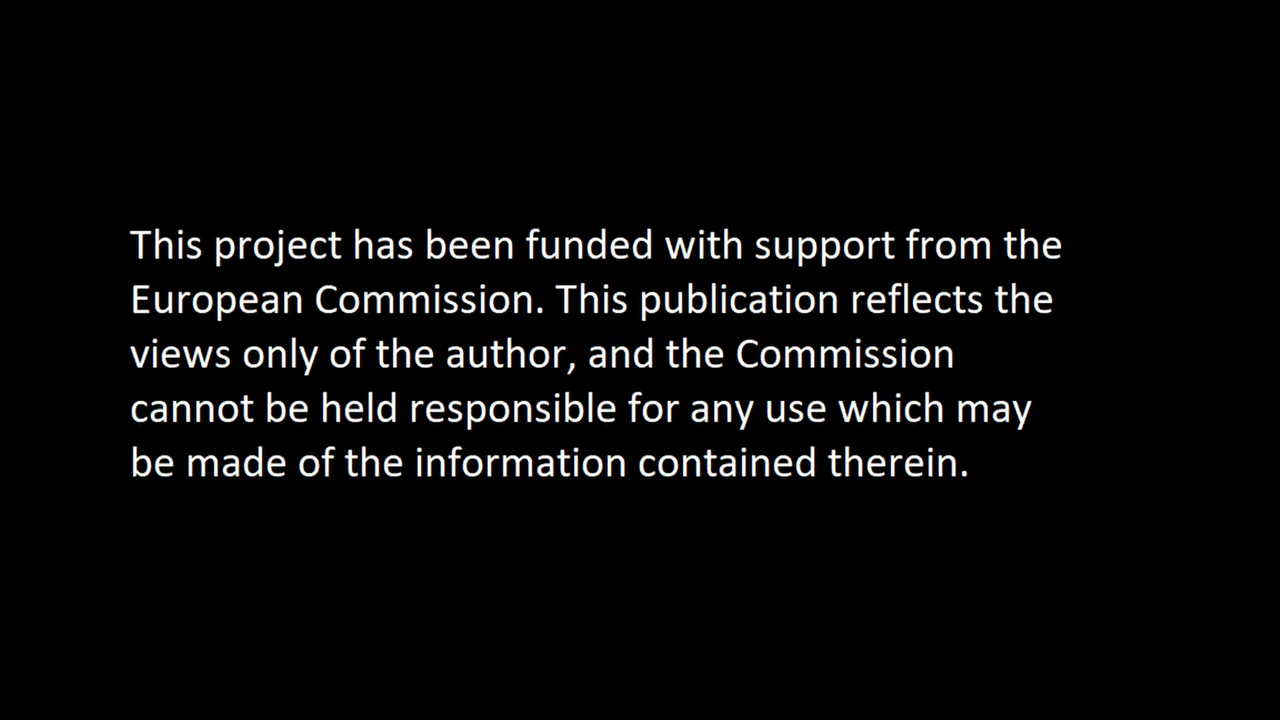 This project has been funded with support from the
European Commission. This publication reflects the
views only of the author, and the Commission
cannot be held responsible for any use which may
be made of the information contained therein.